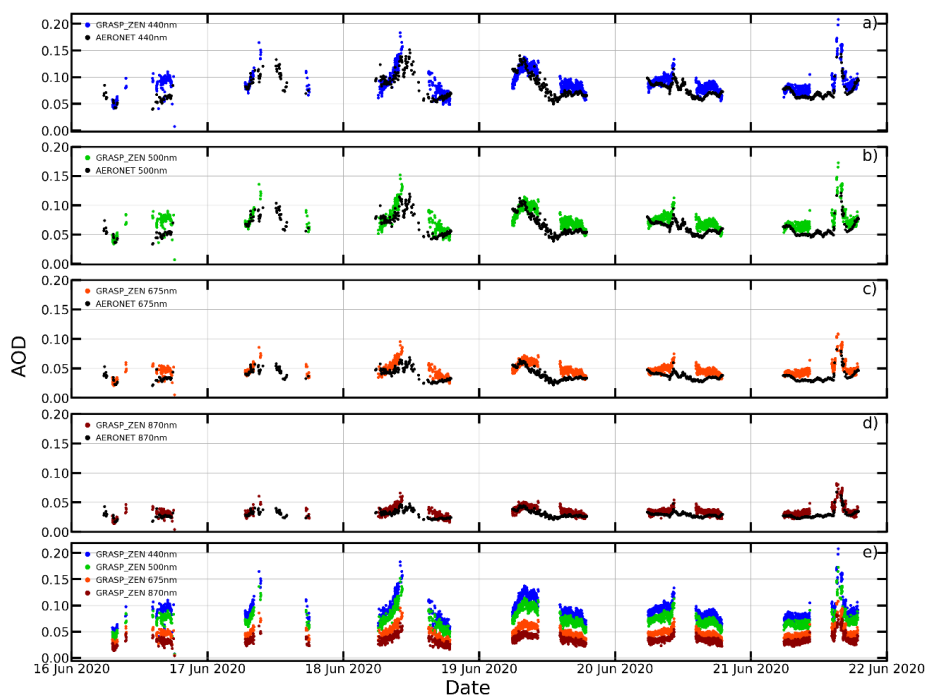 a)
GRASP_ZEN 440nm
AERONET 440nm
0.20
0.15
0.10
0.05
0.00
b)
GRASP_ZEN 500nm
AERONET 500nm
0.20
0.15
0.10
0.05
0.00
c)
GRASP_ZEN 675nm
AERONET 675nm
0.20
0.15
0.10
0.05
0.00
AOD
d)
GRASP_ZEN 870nm
AERONET 870nm
0.20
0.15
0.10
0.05
0.00
e)
GRASP_ZEN 440nm
GRASP_ZEN 500nm
GRASP_ZEN 675nm
GRASP_ZEN 870nm
0.20
0.15
0.10
0.05
0.00
16 Jun 2020 17 Jun 2020 18 Jun 2020 19 Jun 2020 20 Jun 2020 21 Jun 2020 22 Jun 2020
Date